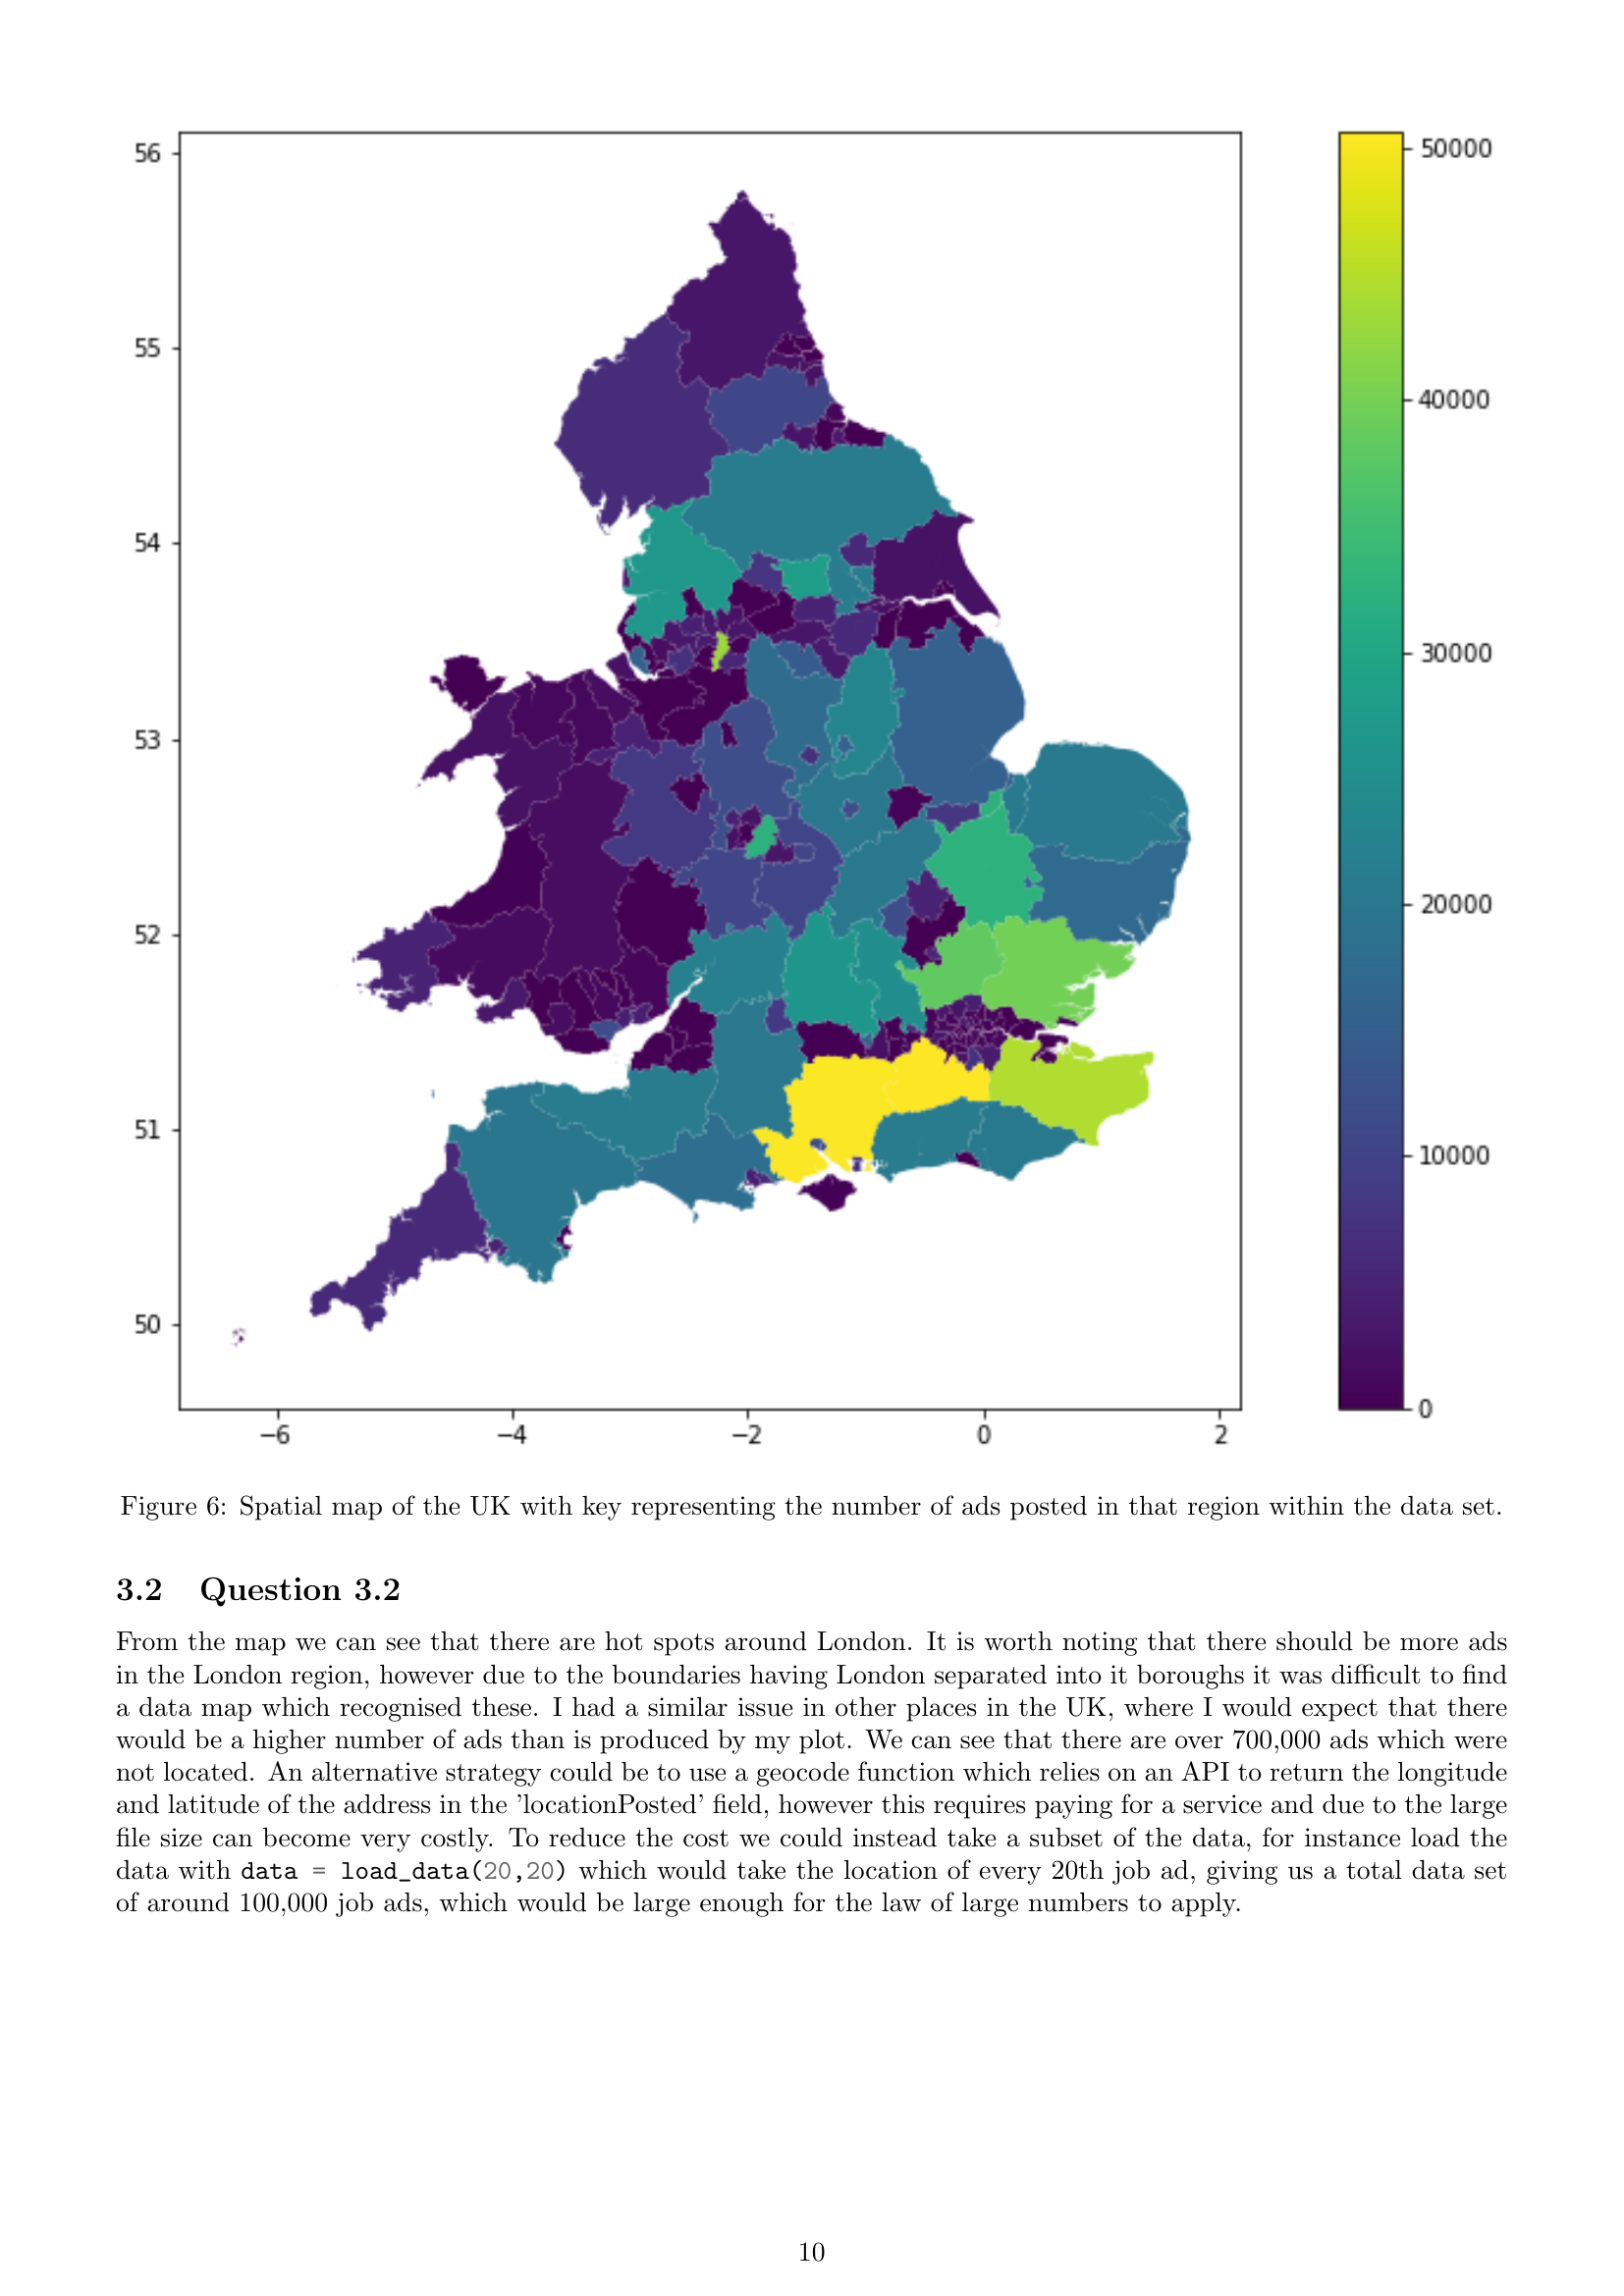 56
55
54
53
52
51
50
−6
−4
−2
0
2
50000
40000
30000
20000
10000
0
Figure 6: Spatial map of the UK with key representing the number of ads posted in that region within the data set.
3.2 Question 3.2
From the map we can see that there are hot spots around London. It is worth noting that there should be more ads
in the London region, however due to the boundaries having London separated into it boroughs it was difficult to find
a data map which recognised these. I had a similar issue in other places in the UK, where I would expect that there
would be a higher number of ads than is produced by my plot. We can see that there are over 700,000 ads which were
not located. An alternative strategy could be to use a geocode function which relies on an API to return the longitude
and latitude of the address in the 'locationPosted' field, however this requires paying for a service and due to the large
file size can become very costly. To reduce the cost we could instead take a subset of the data, for instance load the
data with data = load_data(20,20) which would take the location of every 20th job ad, giving us a total data set
of around 100,000 job ads, which would be large enough for the law of large numbers to apply.
10